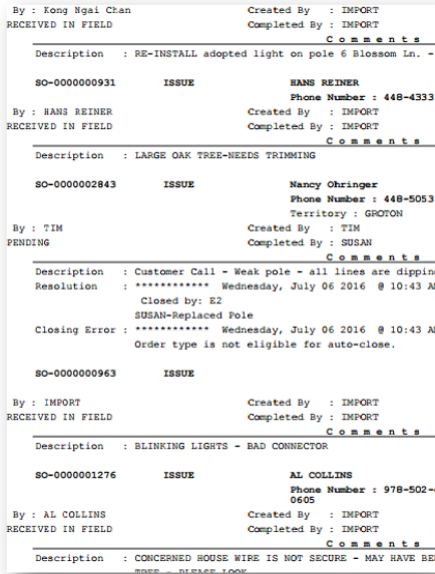 By : Kong Ngai Chan Created By : IMPORT
RECEIVED IN FIELD Completed By : IMPORT
Comments
Description : RE-INSTALL adopted light on pole 6 Blossom Ln. -
SO-0000000931 ISSUE HANS REINER
Phone Number : 448-4333
By : HANS REINER Created By : IMPORT
RECEIVED IN FIELD Completed By : IMPORT
Comments
Description : LARGE OAK TREE-NEEDS TRIMMING
SO-0000002843 ISSUE Nancy Ohringer
Phone Number : 448-5053
Territory : GROTON
By : TIM Created By : TIM
PENDING Completed By : SUSAN
Comments
Description : Customer Call - Weak pole - all lines are dippin
Resolution : ************ Wednesday, July 06 2016 @ 10:43 A
Closed by: E2
SUSAN-Replaced Pole
Closing Error : ************ Wednesday, July 06 2016 @ 10:43 A
Order type is not eligible for auto-close.
SO-0000000963 ISSUE
By : IMPORT Created By : IMPORT
RECEIVED IN FIELD Completed By : IMPORT
Comments
Description : BLINKING LIGHTS - BAD CONNECTOR
SO-0000001276 ISSUE AL COLLINS
Phone Number : 978-502-
0605
By : AL COLLINS Created By : IMPORT
RECEIVED IN FIELD Completed By : IMPORT
Comments
Description : CONCERNED HOUSE WIRE IS NOT SECURE - MAY HAVE BE
TREE - PLEASE LOOK